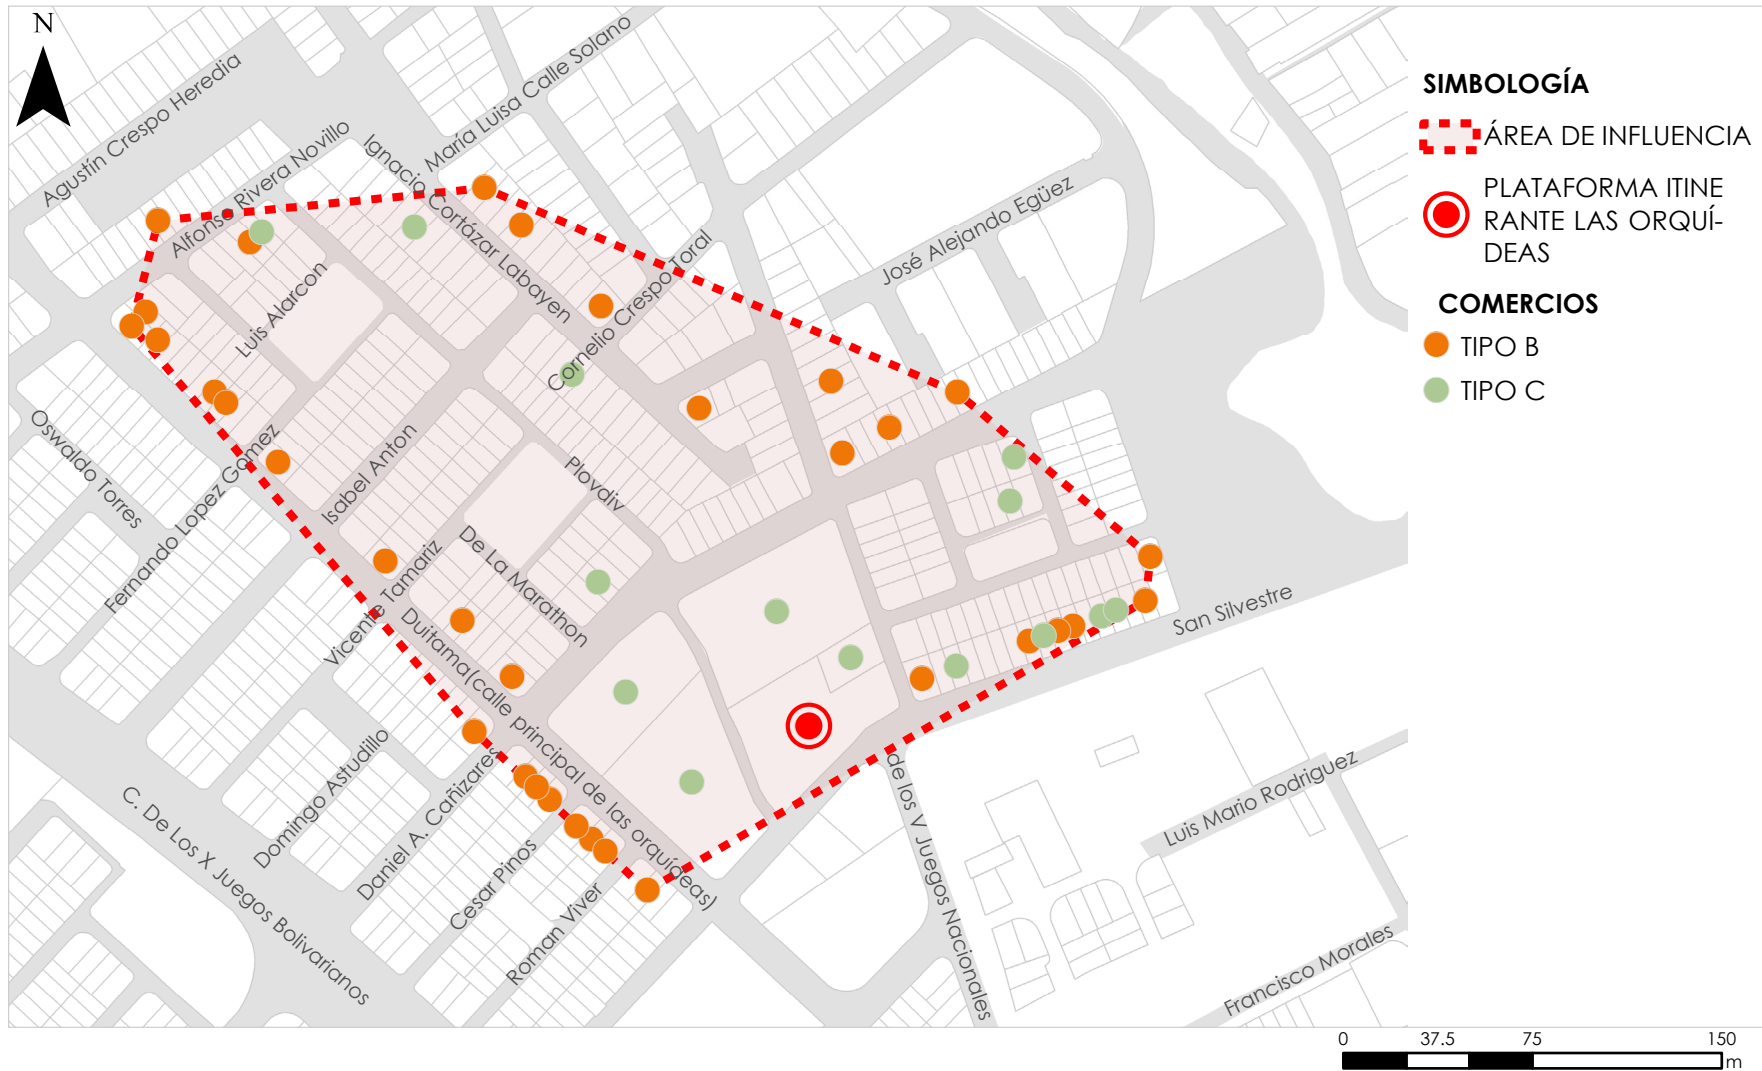 N
Agustín Crespo Heredia
Alfonso Rivera Novillo
Ignacio Cortázar Labayen
María Luisa Calle Solano
Cornelio Crespo Toral
José Alejando Egüez
Luis Alarcon
Isabel Anton
Plovdiv
Oswaldo Torres
Fernando Lopez Gomez
Vicente Tamariz
De La Marathon
Duitama(calle principal de las orquídeas)
San Silvestre
Domingo Astudillo
Daniel A. Cañizares
Cesar Pinos
Roman Viver
C. De Los X Juegos Bolivarianos
de los V Juegos Nacionales
Luis Mario Rodriguez
Francisco Morales
SIMBOLOGÍA
ÁREA DE INFLUENCIA
PLATAFORMA ITINE
RANTE LAS ORQUÍ-
DEAS
COMERCIOS
TIPO B
TIPO C
0 37.5 75 150
m